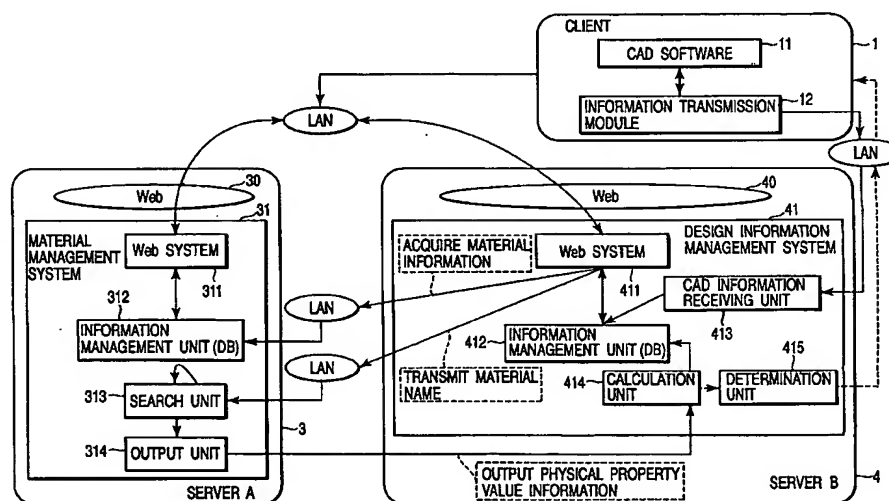 CLIENT
CAD SOFTWARE
11
1
INFORMATION TRANSMISSION
MODULE
12
LAN
LAN
Web
30
31
MATERIAL
MANAGEMENT
SYSTEM
Web SYSTEM
311
312
INFORMATION
MANAGEMENT UNIT (DB)
313
SEARCH UNIT
314
OUTPUT UNIT
3
SERVER A
ACQUIRE MATERIAL
INFORMATION
LAN
LAN
TRANSMIT MATERIAL
NAME
OUTPUT PHYSICAL PROPERTY
VALUE INFORMATION
Web
40
41
DESIGN INFORMATION
MANAGEMENT SYSTEM
Web SYSTEM
411
CAD INFORMATION
RECEIVING UNIT
413
412
INFORMATION
MANAGEMENT UNIT (DB)
414
CALCULATION
UNIT
415
DETERMINATION
UNIT
SERVER B
4